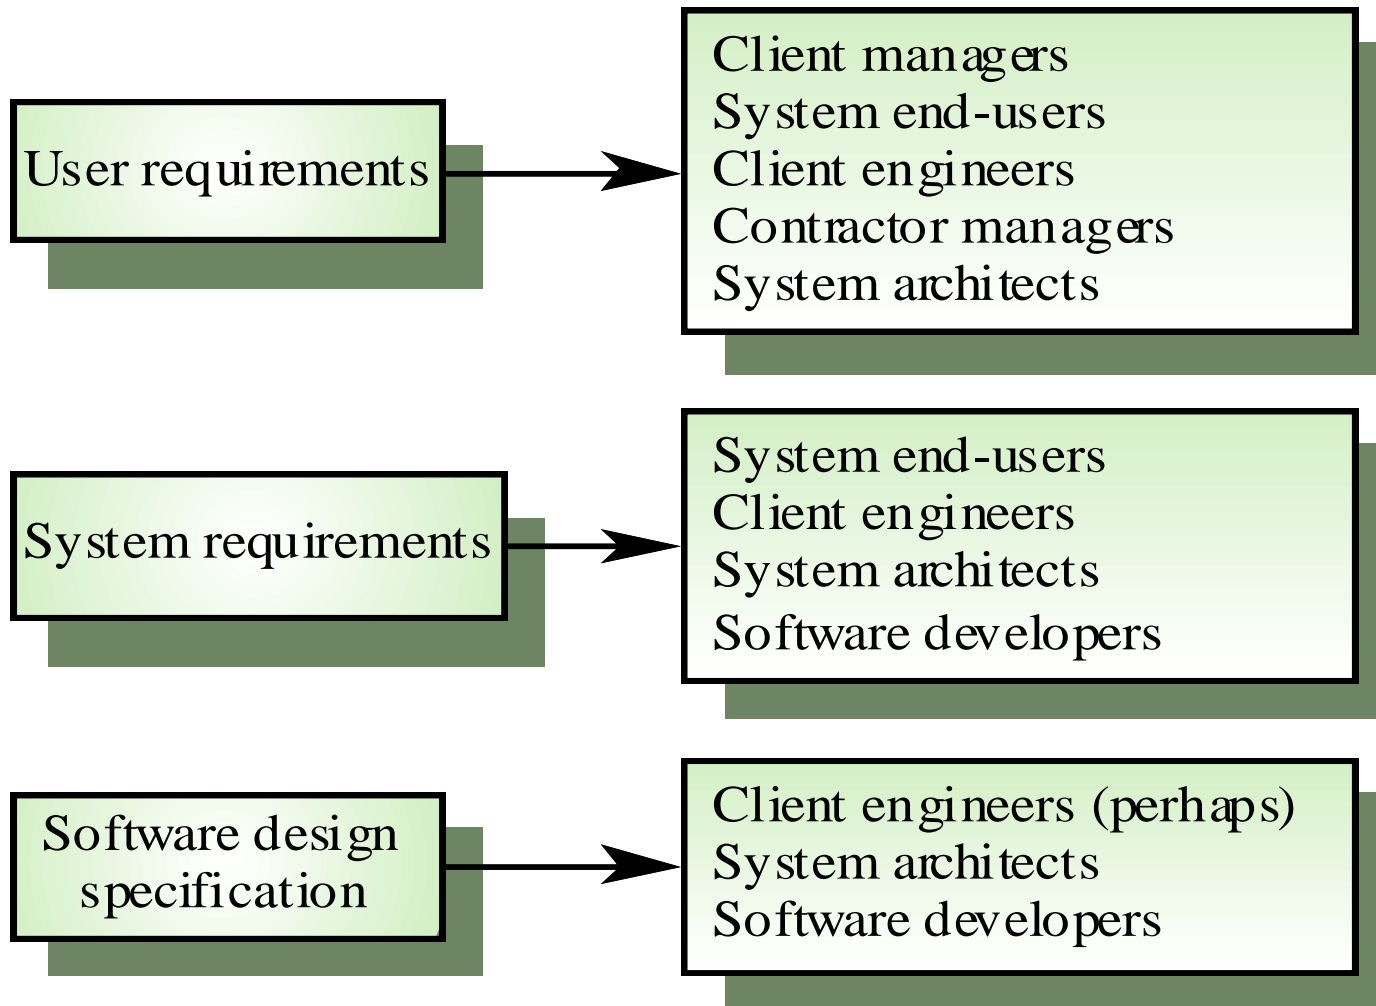 User requirements
Client managers
System end-users
Client engineers
Contractor managers
System architects
System requirements
System end-users
Client engineers
System architects
Software developers
Software design
specification
Client engineers (perhaps)
System architects
Software developers